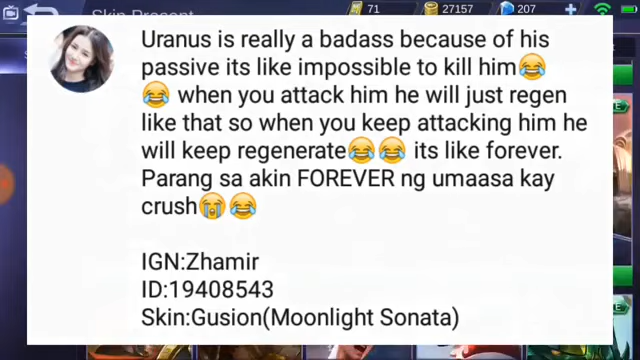 Skin Present
71
27157
207
Uranus is really a badass because of his
passive its like impossible to kill him😂
😂 when you attack him he will just regen
like that so when you keep attacking him he
will keep regenerate😂😂 its like forever.
Parang sa akin FOREVER ng umaasa kay
crush😭😂
IGN:Zhamir
ID:19408543
Skin:Gusion(Moonlight Sonata)